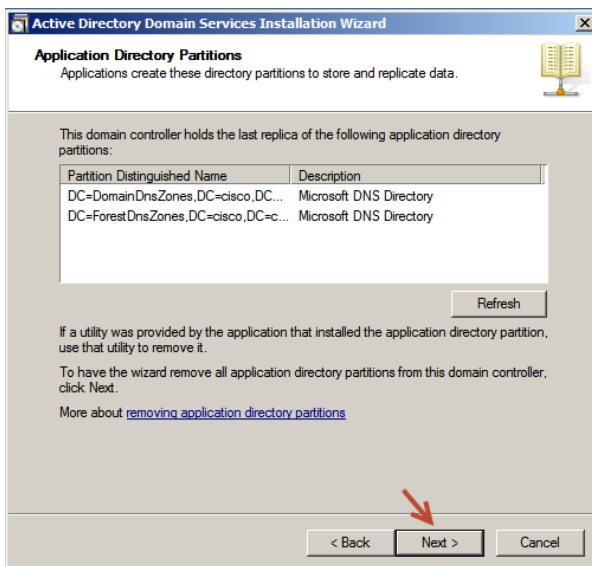 Active Directory Domain Services Installation Wizard
Application Directory Partitions
Applications create these directory partitions to store and replicate data.
This domain controller holds the last replica of the following application directory
partitions:
Partition Distinguished Name Description
DC=DomainDnsZones,DC=cisco,DC... Microsoft DNS Directory
DC=ForestDnsZones,DC=cisco,DC=c... Microsoft DNS Directory
Refresh
If a utility was provided by the application that installed the application directory partition,
use that utility to remove it.
To have the wizard remove all application directory partitions from this domain controller,
click Next.
More about removing application directory partitions
< Back Next > Cancel